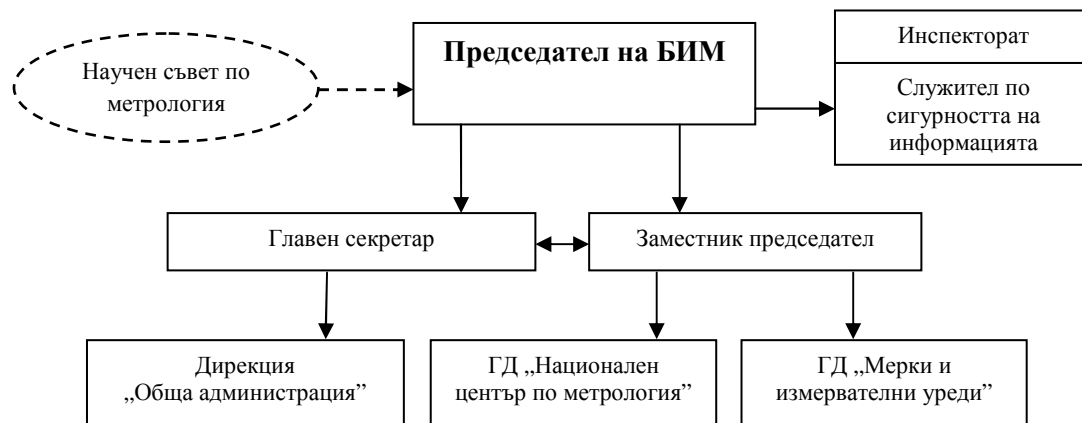 Председател на БИМ
Научен съвет по
метрология
Инспекторат
Служител по
сигурността на
информацията
Главен секретар
Заместник председател
Дирекция
„Обща администрация”
ГД „Национален
център по метрология”
ГД „Мерки и
измервателни уреди”